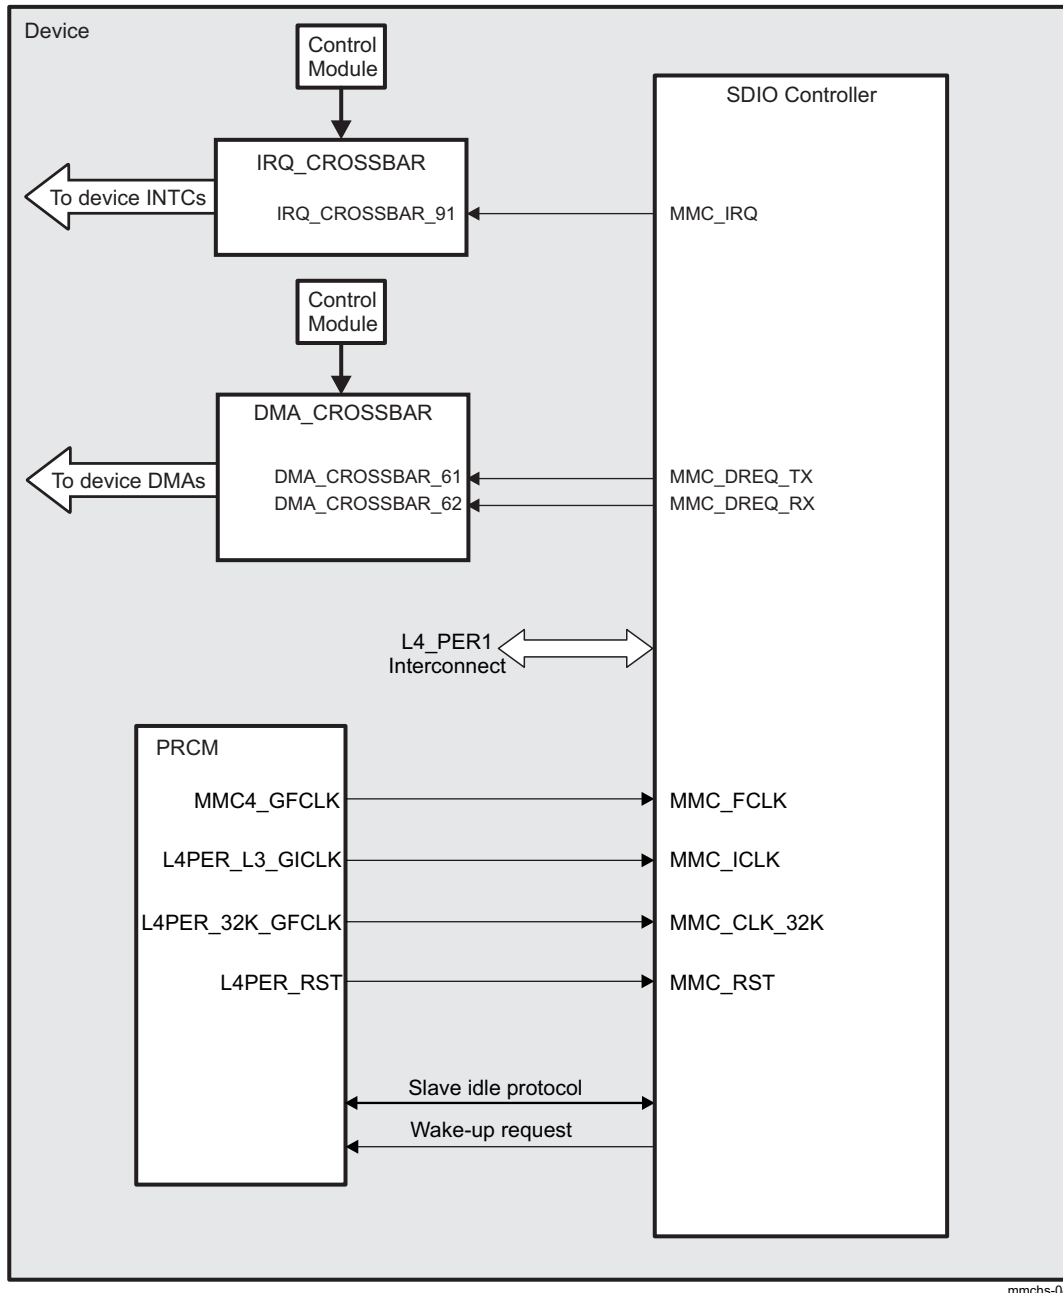 Device
Control
Module
SDIO Controller
IRQ_CROSSBAR
To device INTCs
IRQ_CROSSBAR_91
MMC_IRQ
Control
Module
DMA_CROSSBAR
To device DMAs
DMA_CROSSBAR_61
MMC_DREQ_TX
DMA_CROSSBAR_62
MMC_DREQ_RX
L4_PER1
Interconnect
PRCM
MMC4_GFCLK
MMC_FCLK
L4PER_L3_GICLK
MMC_ICLK
L4PER_32K_GFCLK
MMC_CLK_32K
L4PER_RST
MMC_RST
Slave idle protocol
Wake-up request